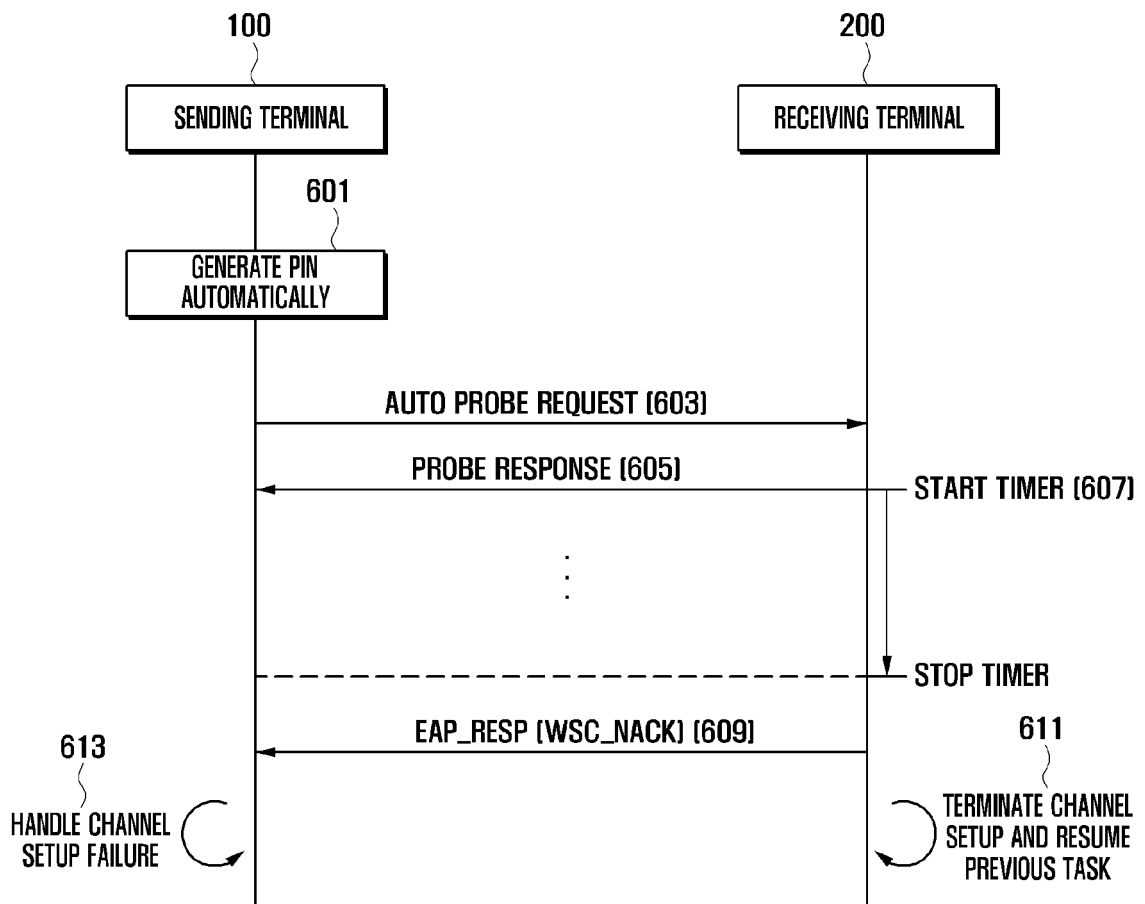 100
200
SENDING TERMINAL
RECEIVING TERMINAL
601
GENERATE PIN
AUTOMATICALLY
AUTO PROBE REQUEST (603)
PROBE RESPONSE (605)
START TIMER (607)
STOP TIMER
EAP_RESP (WSC_NACK) (609)
613
611
HANDLE CHANNEL
SETUP FAILURE
TERMINATE CHANNEL
SETUP AND RESUME
PREVIOUS TASK